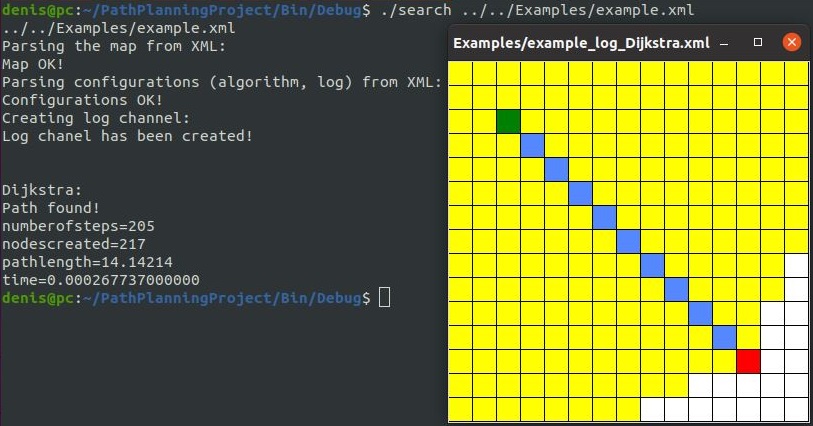 denis@pc:~/PathPlanningProject/Bin/Debug$ ./search ../../Examples/example.xml
../../Examples/example.xml
Parsing the map from XML:
Map OK!
Parsing configurations (algorithm, log) from XML:
Configurations OK!
Creating log channel:
Log chanel has been created!
Dijkstra:
Path found!
numberofsteps=205
nodescreated=217
pathlength=14.14214
time=0.000267737000000
denis@pc:~/PathPlanningProject/Bin/Debug$
Examples/example_log_Dijkstra.xml